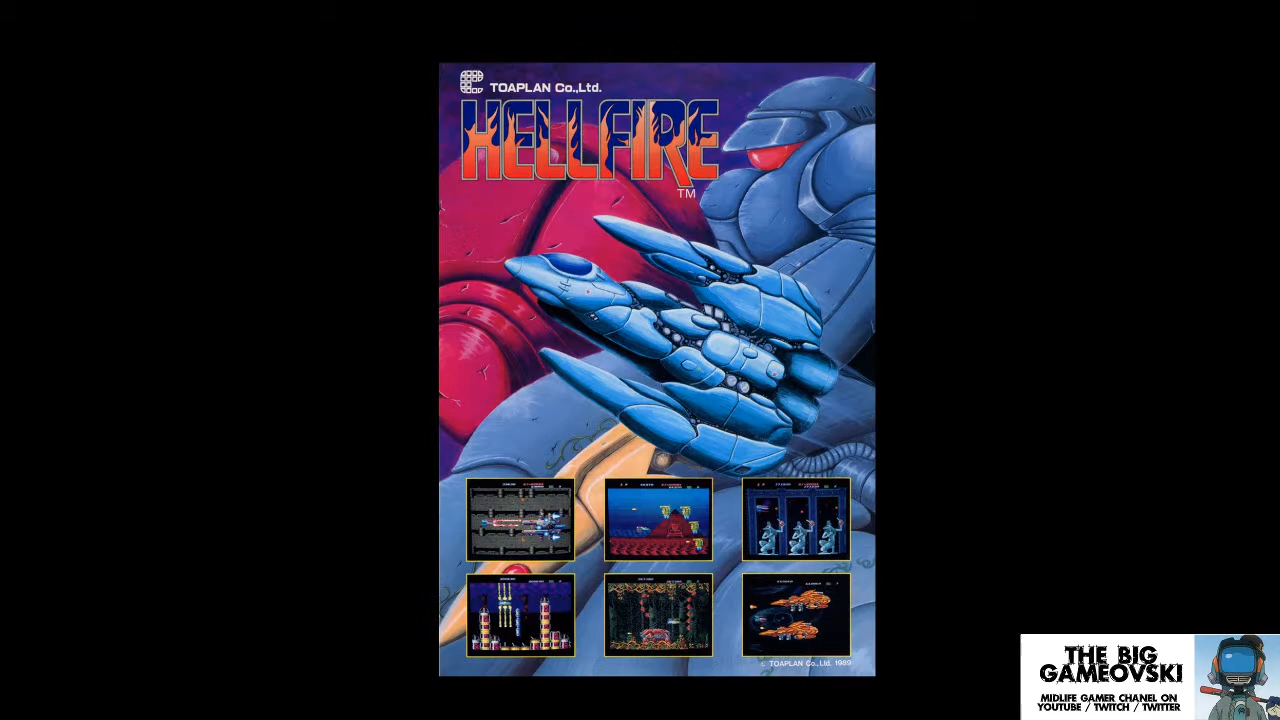 TOAPLAN Co.,Ltd.
HELLFIRE
TM
© TOAPLAN Co., Ltd. 1989
THE BIG
GAMEOVSKI
MIDLIFE GAMER CHANEL ON
YOUTUBE / TWITCH / TWITTER